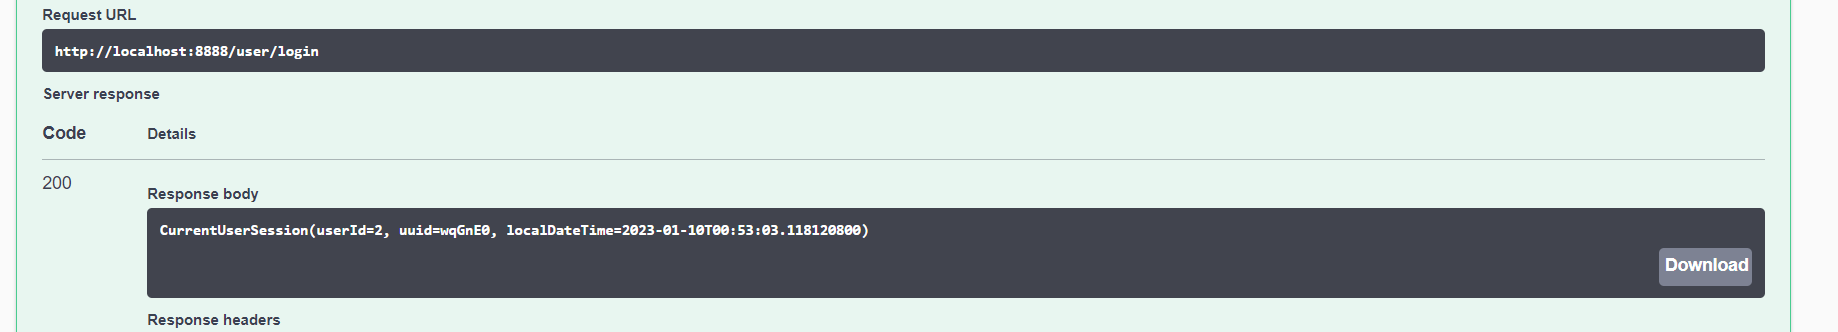 Request URL
http://localhost:8888/user/login
Server response
Code Details
200
Response body
CurrentUserSession(userId=2, uuid=wqGnE0, localDateTime=2023-01-10T00:53:03.118120800)
Download
Response headers